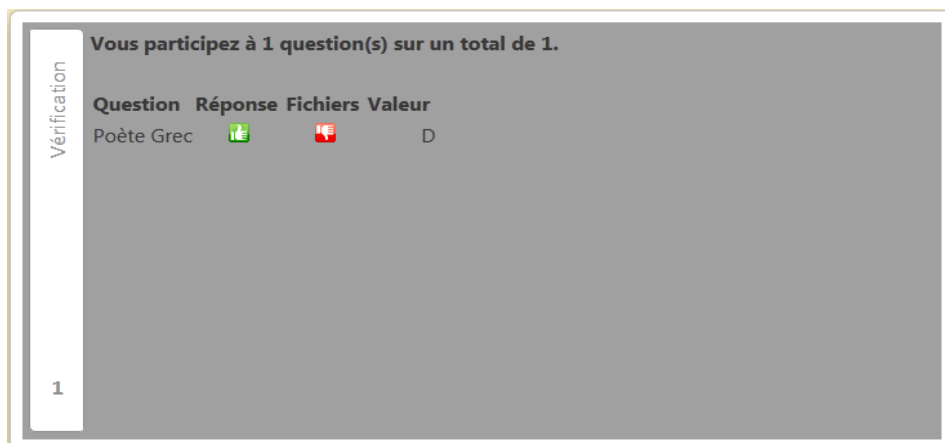 Vérification
1
Vous participez à 1 question(s) sur un total de 1.
Question Réponse Fichiers Valeur
Poète Grec D